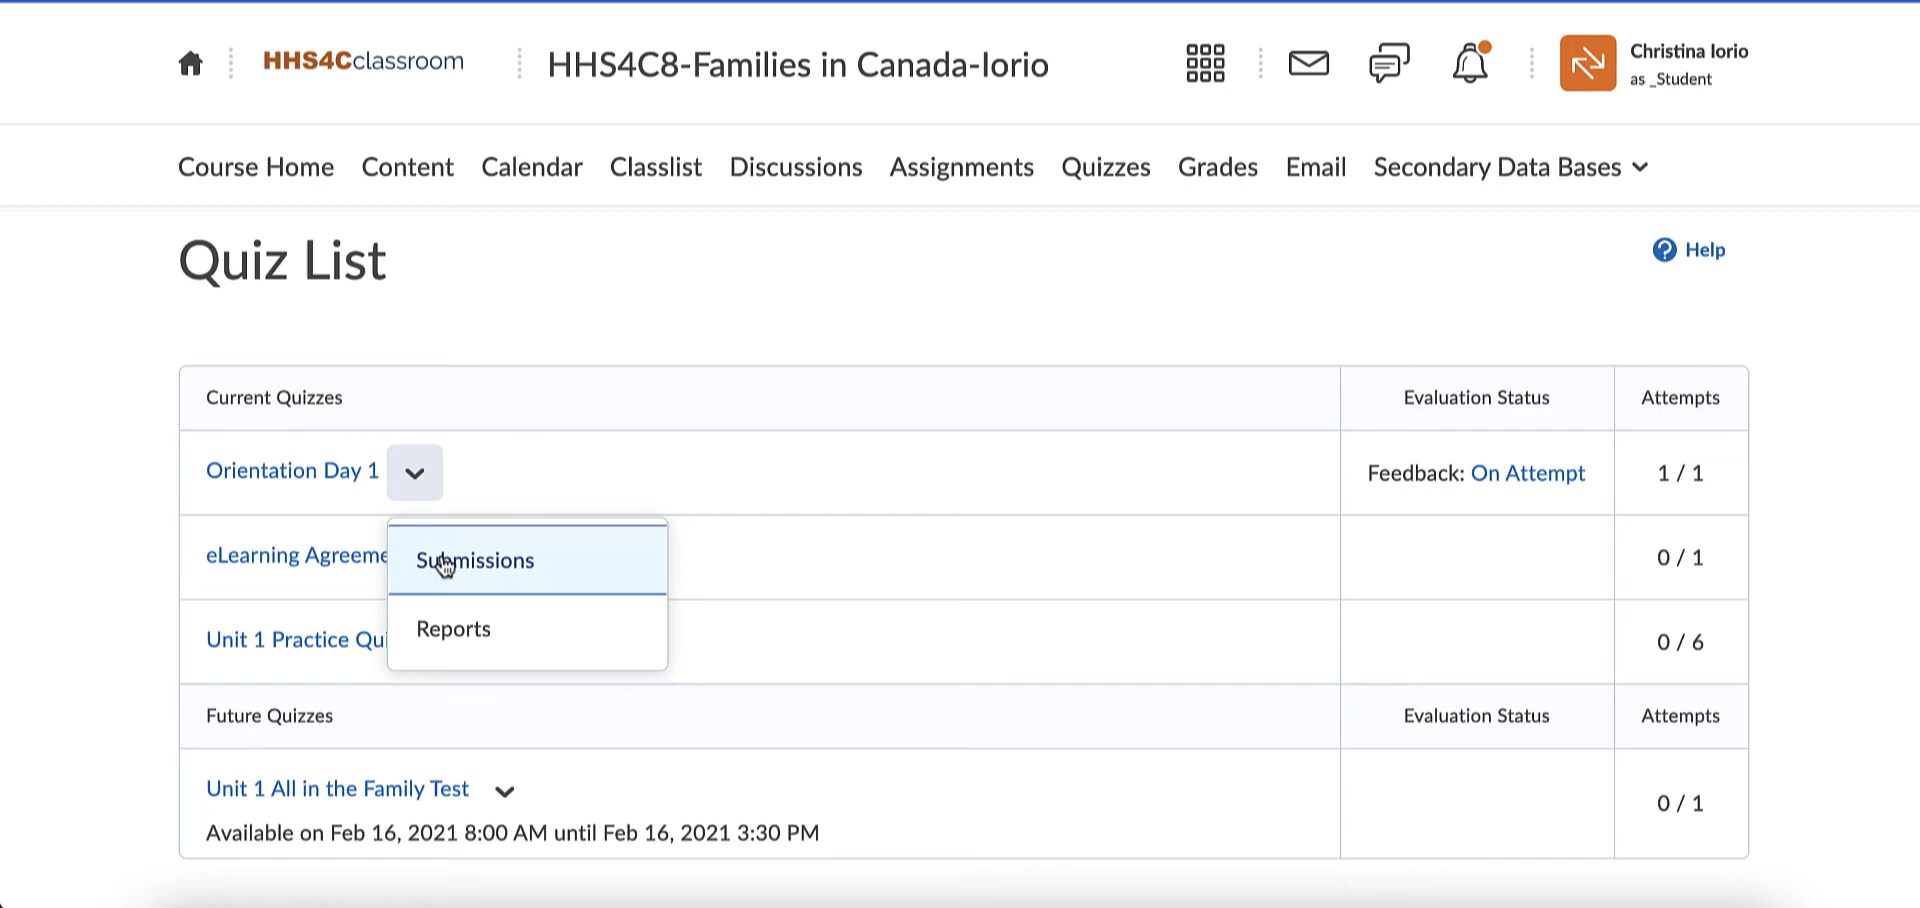 HHS4Cclassroom
HHS4C8-Families in Canada-Iorio
Christina Iorio
as _Student
Course Home Content Calendar Classlist Discussions Assignments Quizzes Grades Email Secondary Data Bases
Quiz List
Help
Current Quizzes Evaluation Status Attempts
Orientation Day 1 Feedback: On Attempt 1 / 1
eLearning Agreeme 0 / 1
Submissions
Reports
Unit 1 Practice Qui 0 / 6
Future Quizzes Evaluation Status Attempts
Unit 1 All in the Family Test 0 / 1
Available on Feb 16, 2021 8:00 AM until Feb 16, 2021 3:30 PM